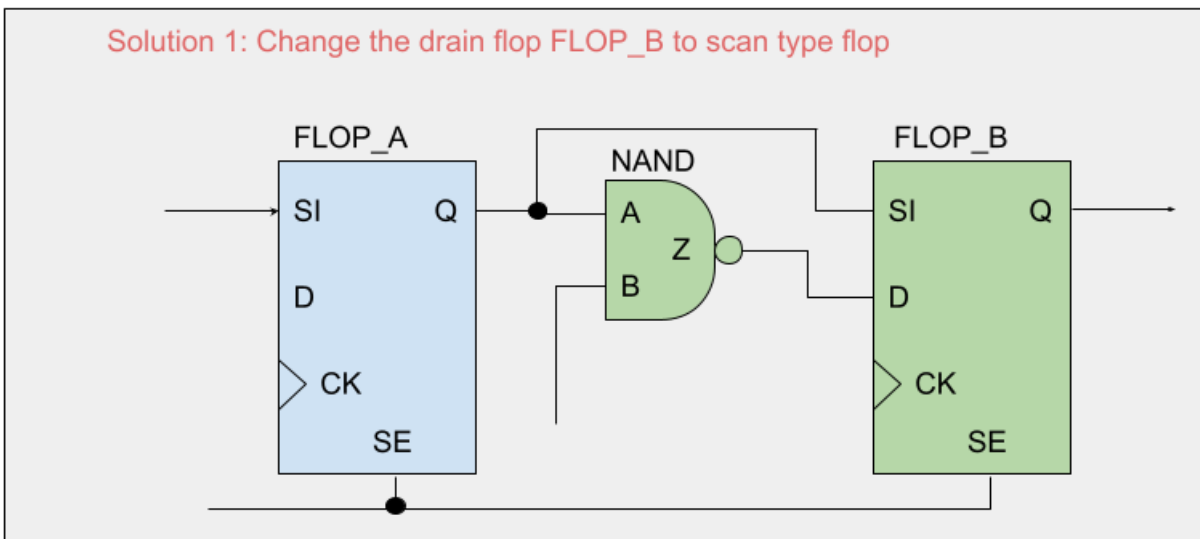 Solution 1: Change the drain flop FLOP_B to scan type flop
FLOP_A
SI
Q
D
CK
SE
NAND
A
Z
B
FLOP_B
SI
Q
D
CK
SE